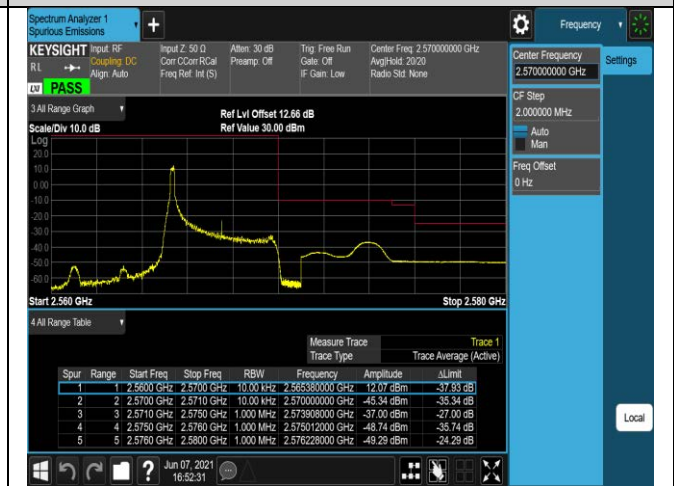 Spectrum Analyzer 1
Spurious Emissions
Frequency
KEYSIGHT Input: RF Input Z: 50 Ω Atten: 30 dB Trig: Free Run Center Freq: 2.570000000 GHz
RL Coupling: DC Corr CCorr RCal Preamp: Off Gate: Off Avg|Hold: 20/20
Align: Auto Freq Ref: Int (S) IF Gain: Low Radio Std: None
LXI PASS
Center Frequency
2.570000000 GHz
Settings
CF Step
2.000000 MHz
Auto
Man
Freq Offset
0 Hz
3 All Range Graph
Ref Lvl Offset 12.66 dB
Scale/Div 10.0 dB Ref Value 30.00 dBm
Log
20.0
10.0
0.00
-10.0
-20.0
-30.0
-40.0
-50.0
-60.0
Start 2.560 GHz Stop 2.580 GHz
4 All Range Table
Measure Trace Trace 1
Trace Type Trace Average (Active)
Spur Range Start Freq Stop Freq RBW Frequency Amplitude ΔLimit
1 1 2.5600 GHz 2.5700 GHz 10.00 kHz 2.565380000 GHz 12.07 dBm -37.93 dB
2 2 2.5700 GHz 2.5710 GHz 10.00 kHz 2.570000000 GHz -45.34 dBm -35.34 dB
3 3 2.5710 GHz 2.5750 GHz 1.000 MHz 2.573908000 GHz -37.00 dBm -27.00 dB
4 4 2.5750 GHz 2.5760 GHz 1.000 MHz 2.575012000 GHz -48.74 dBm -35.74 dB
5 5 2.5760 GHz 2.5800 GHz 1.000 MHz 2.576228000 GHz -49.29 dBm -24.29 dB
Local
Jun 07, 2021
16:52:31